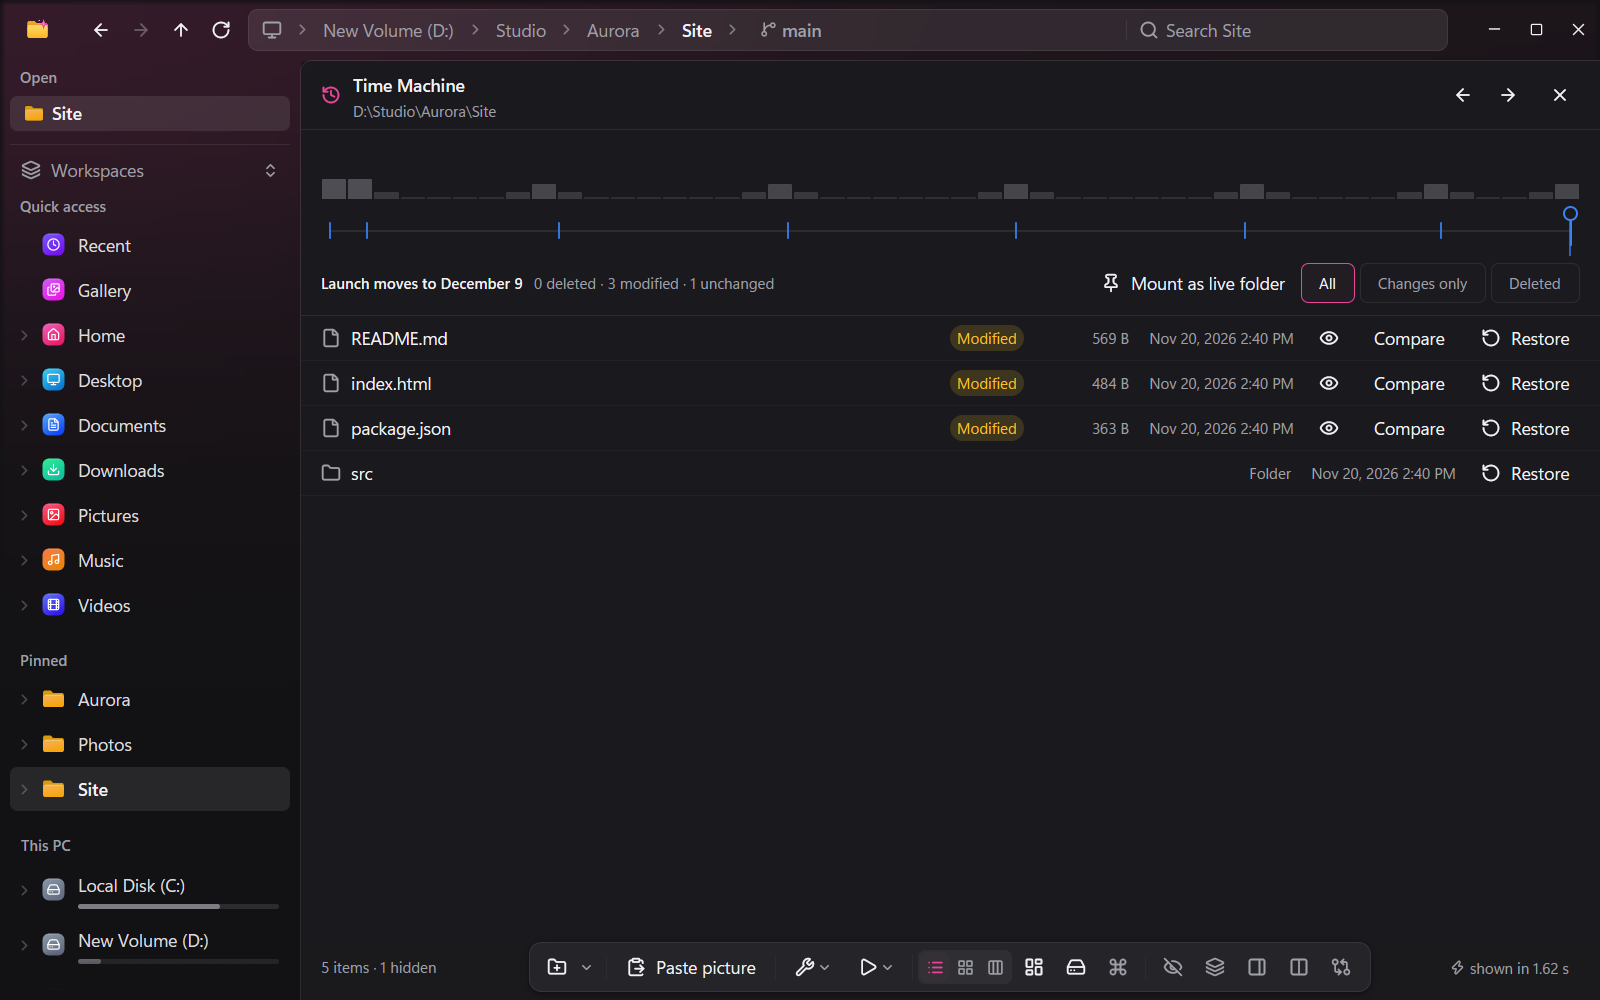 New Volume (D:) Studio Aurora Site main Search Site
Open
Site
Workspaces
Quick access
Recent
Gallery
Home
Desktop
Documents
Downloads
Pictures
Music
Videos
Pinned
Aurora
Photos
Site
This PC
Local Disk (C:)
New Volume (D:)
Time Machine
D:\Studio\Aurora\Site
Launch moves to December 9 0 deleted · 3 modified · 1 unchanged Mount as live folder All Changes only Deleted
README.md Modified 569 B Nov 20, 2026 2:40 PM Compare Restore
index.html Modified 484 B Nov 20, 2026 2:40 PM Compare Restore
package.json Modified 363 B Nov 20, 2026 2:40 PM Compare Restore
src Folder Nov 20, 2026 2:40 PM Restore
5 items · 1 hidden Paste picture shown in 1.62 s